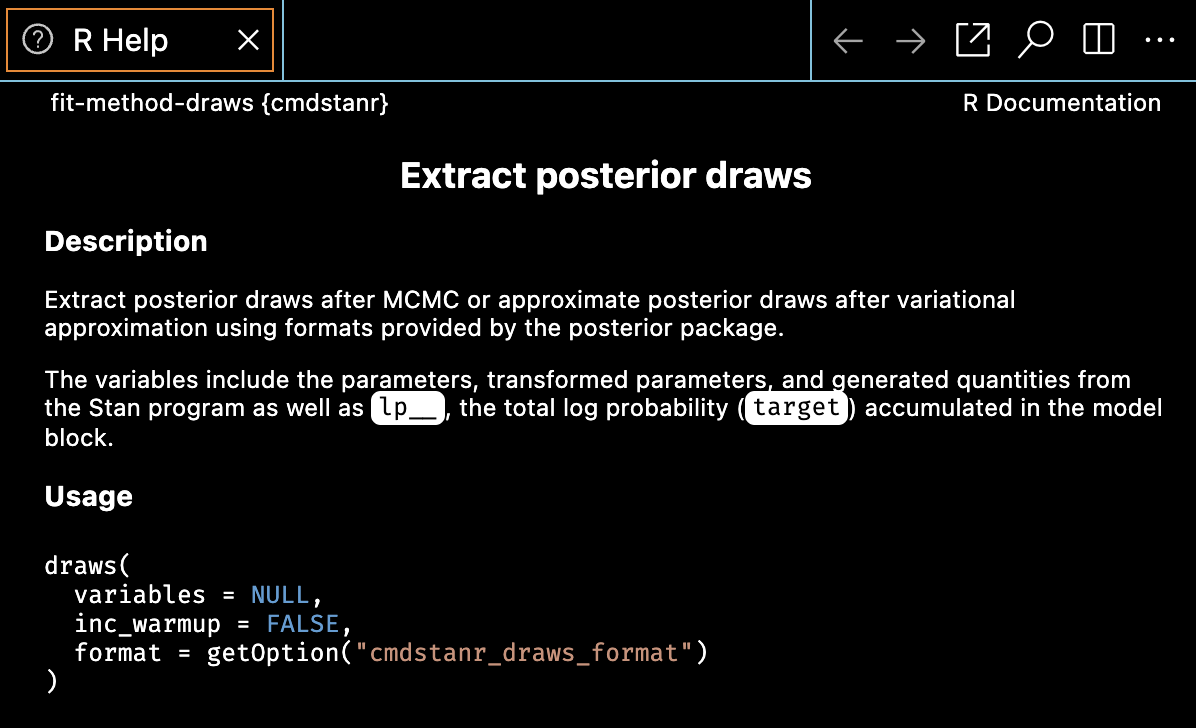 R Help
fit-method-draws {cmdstanr}
R Documentation
Extract posterior draws
Description
Extract posterior draws after MCMC or approximate posterior draws after variational
approximation using formats provided by the posterior package.
The variables include the parameters, transformed parameters, and generated quantities from
the Stan program as well as lp__, the total log probability (target) accumulated in the model
block.
Usage
draws(
  variables = NULL,
  inc_warmup = FALSE,
  format = getOption("cmdstanr_draws_format")
)